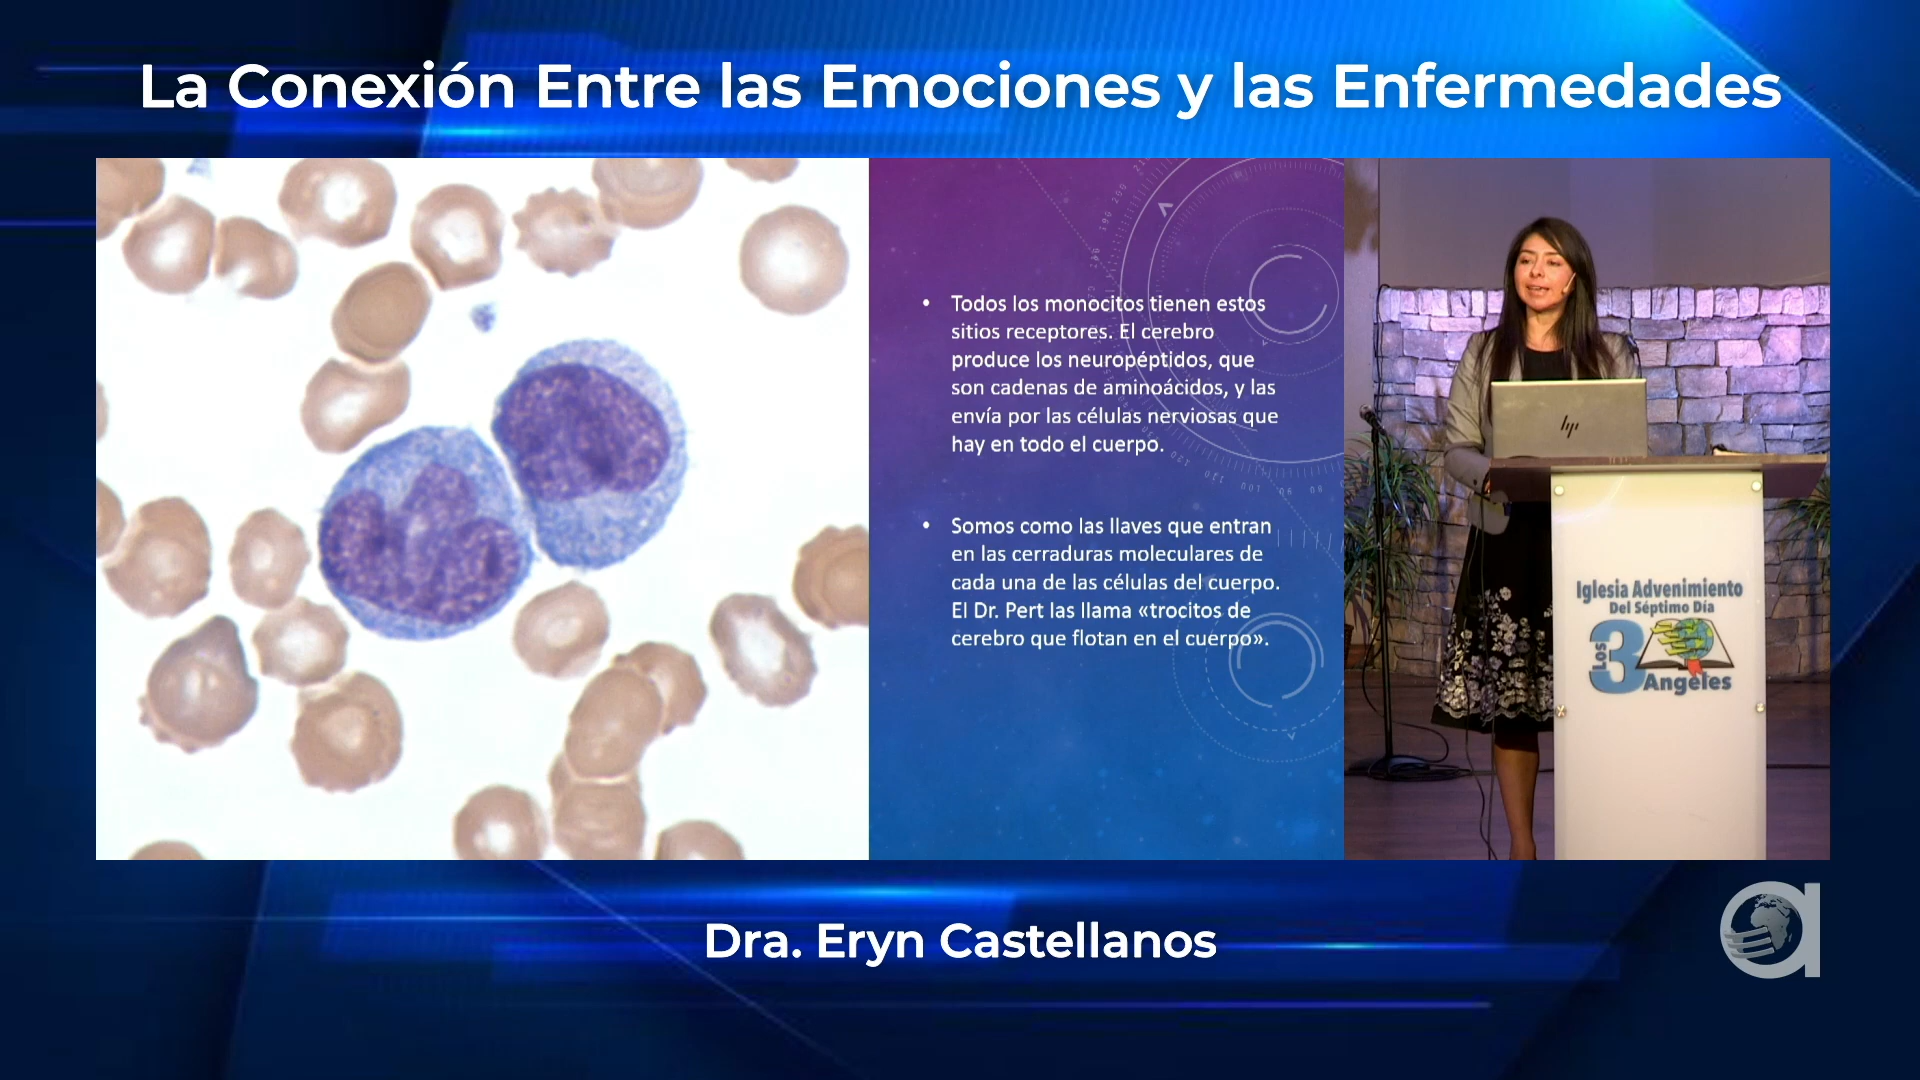 La Conexión Entre las Emociones y las Enfermedades
• Todos los monocitos tienen estos
sitios receptores. El cerebro
produce los neuropéptidos, que
son cadenas de aminoácidos, y las
envía por las células nerviosas que
hay en todo el cuerpo.
• Somos como las llaves que entran
en las cerraduras moleculares de
cada una de las células del cuerpo.
El Dr. Pert las llama «trocitos de
cerebro que flotan en el cuerpo».
hp
Iglesia Advenimiento
Del Séptimo Día
Los 3
Angeles
Dra. Eryn Castellanos